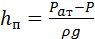 hп = (Pат − P) / ρg